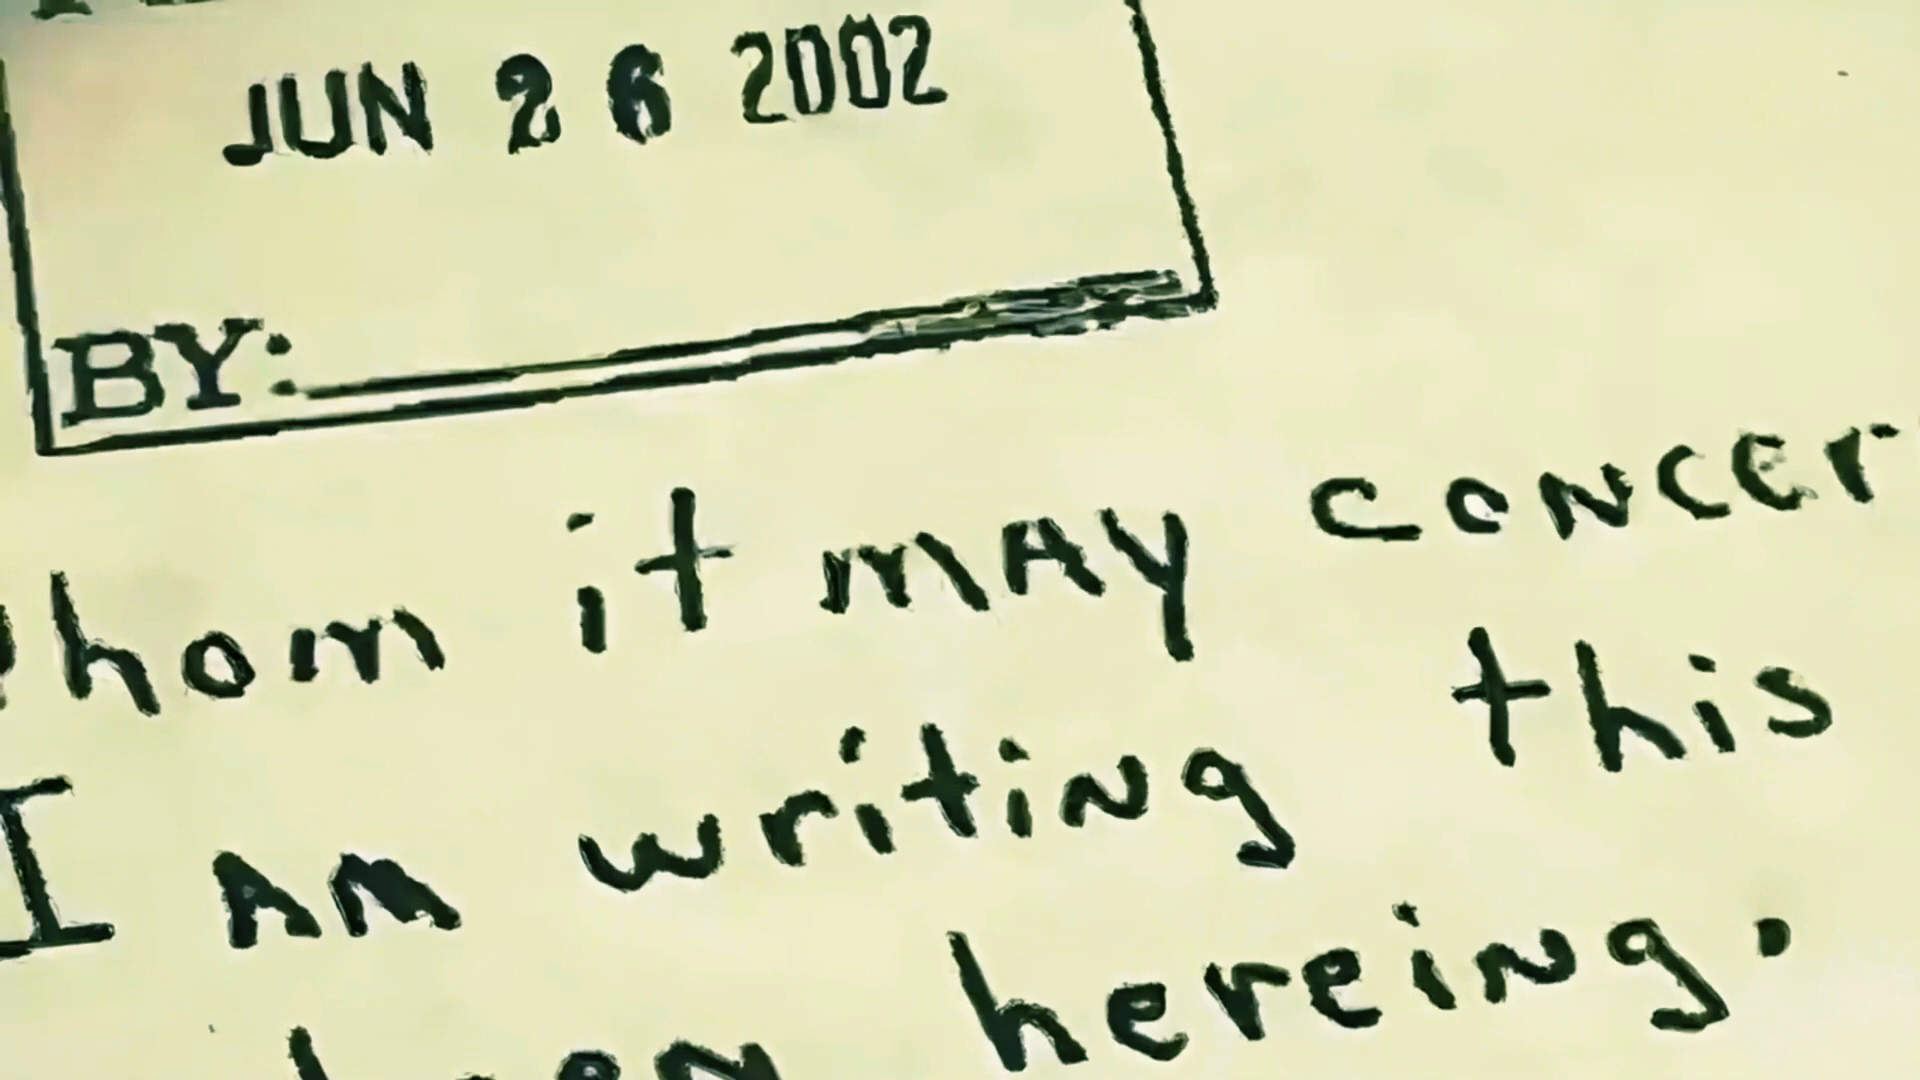 JUN 26 2002
BY:
hom it may concer
I am writing this
hereing.